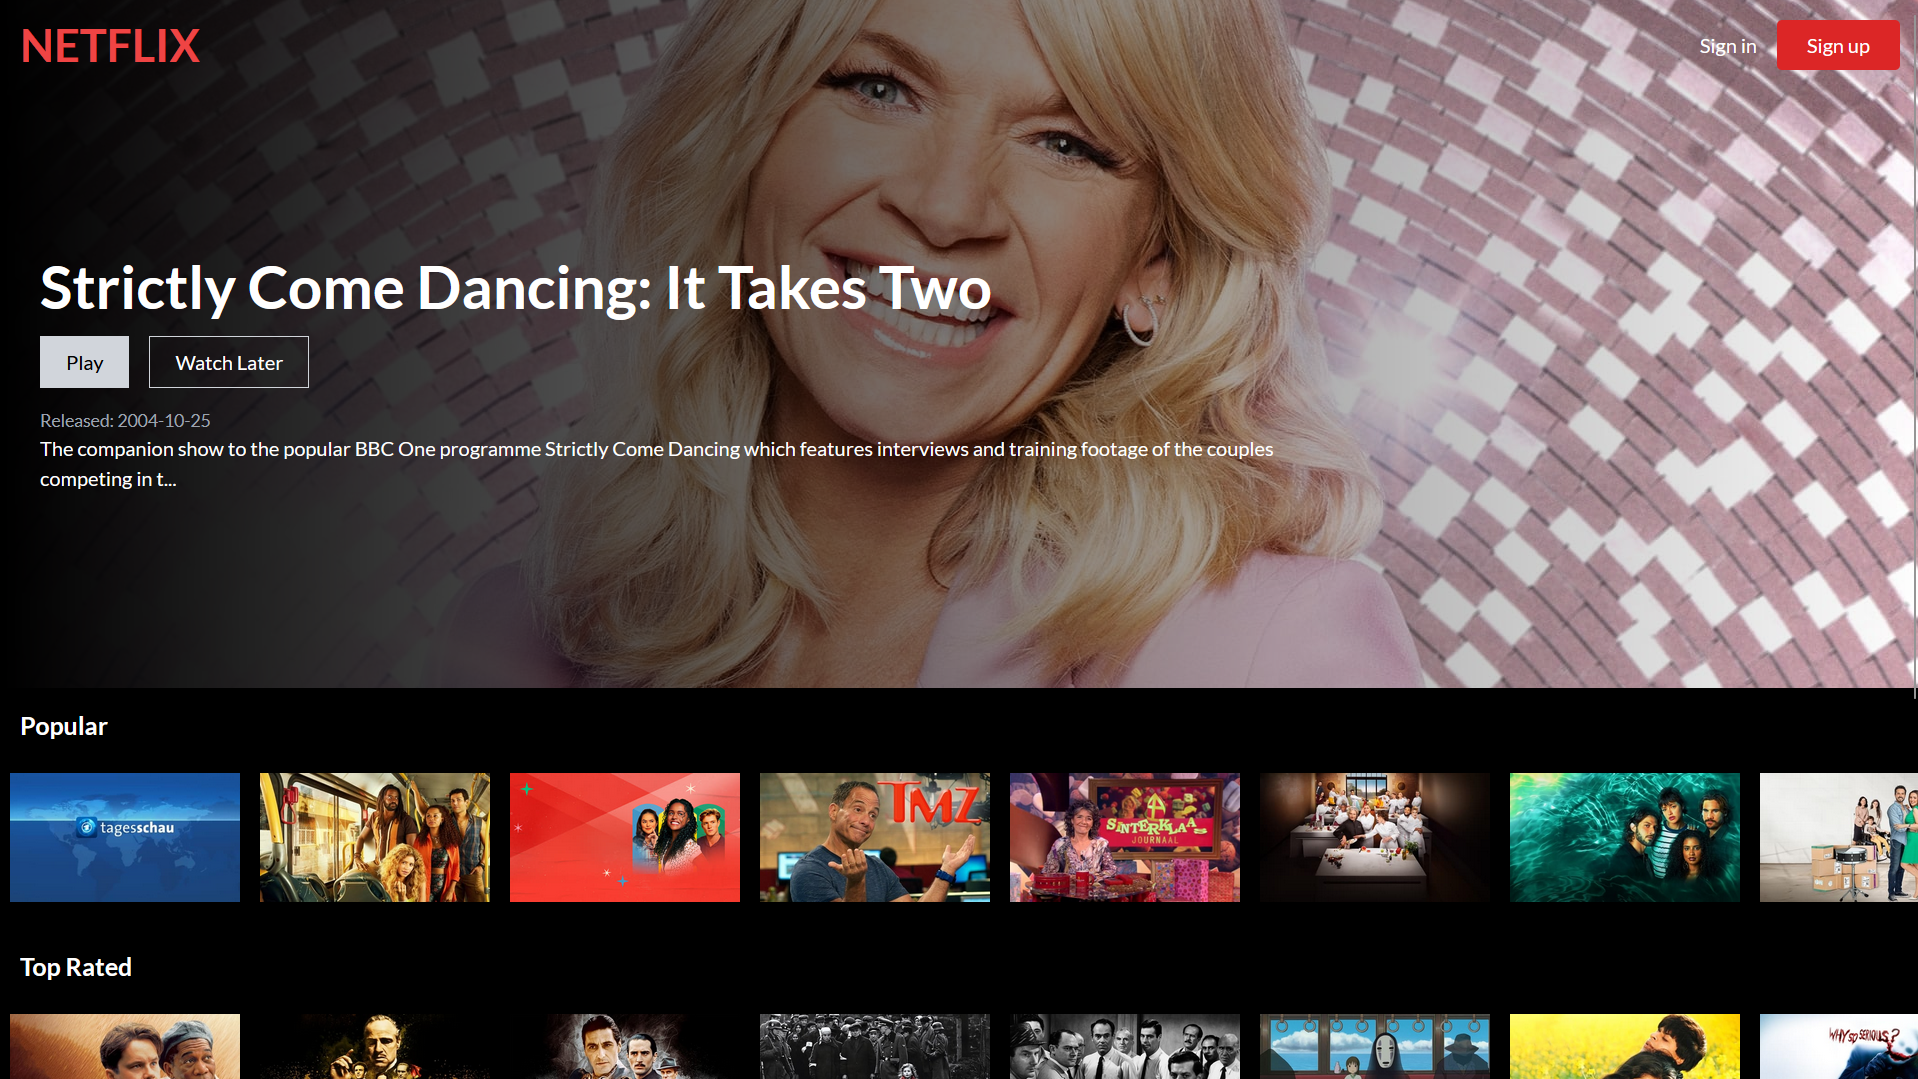 NETFLIX
Sign in
Sign up
Strictly Come Dancing: It Takes Two
Play
Watch Later
Released: 2004-10-25
The companion show to the popular BBC One programme Strictly Come Dancing which features interviews and training footage of the couples
competing in t...
Popular
tagesschau
TMZ
SINTERKLAAS
JOURNAAL
Top Rated
WHY SO SERIOUS?